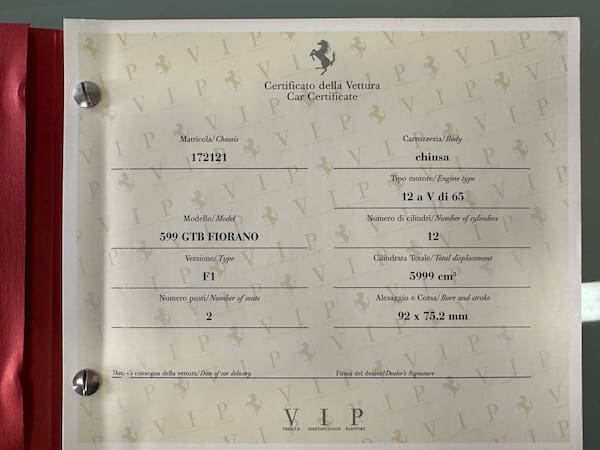 Certificato della Vettura
Car Certificate
Matricola/Chassis
172121
Carrozzeria/Body
chiusa
Tipo motore/Engine type
12 a V di 65
Modello/Model
599 GTB FIORANO
Numero di cilindri/Number of cylinders
12
Versione/Type
F1
Cilindrata Totale/Total displacement
5999 cm³
Numero posti/Number of seats
2
Alesaggio e Corsa/Bore and stroke
92 x 75.2 mm
Data di consegna della vettura/Date of car delivery
Firma del dealer/Dealer's Signature
V I P
VEHICLE IDENTIFICATION PASSPORT